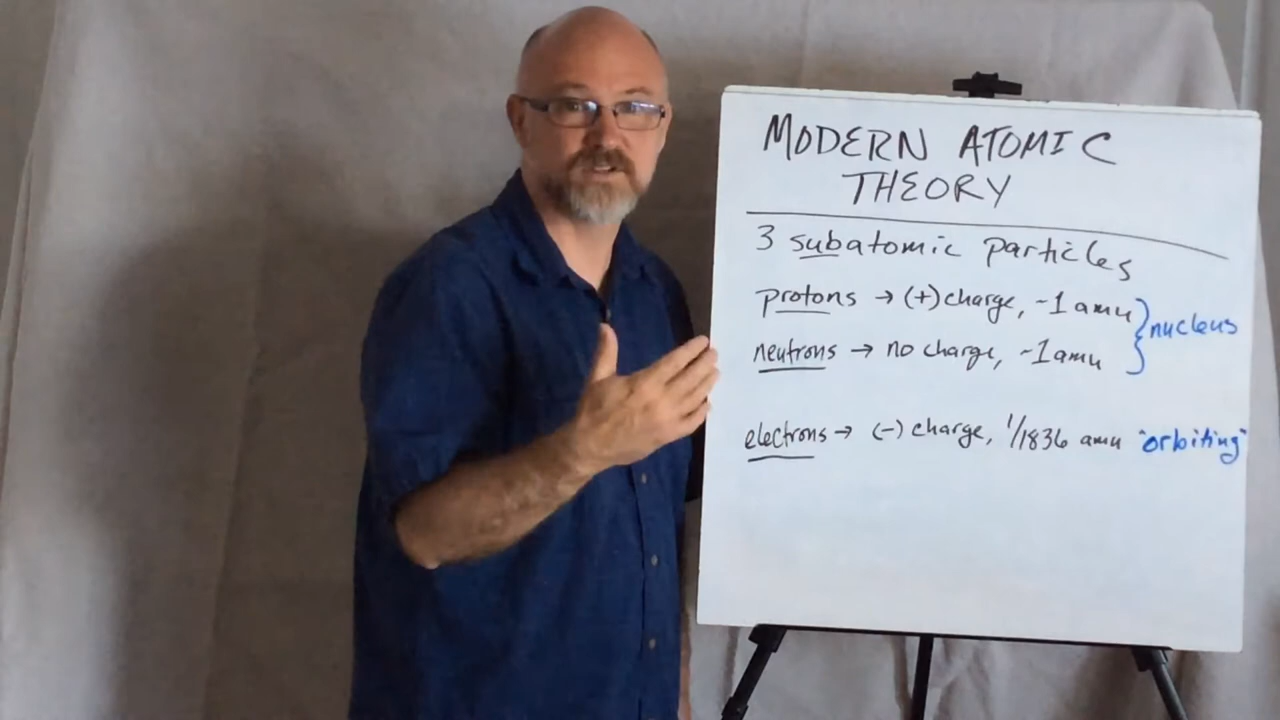 MODERN ATOMIC
THEORY
3 subatomic particles
protons → (+) charge, ~1 amu } nucleus
neutrons → no charge, ~1 amu
electrons → (-) charge, 1/1836 amu "orbiting"